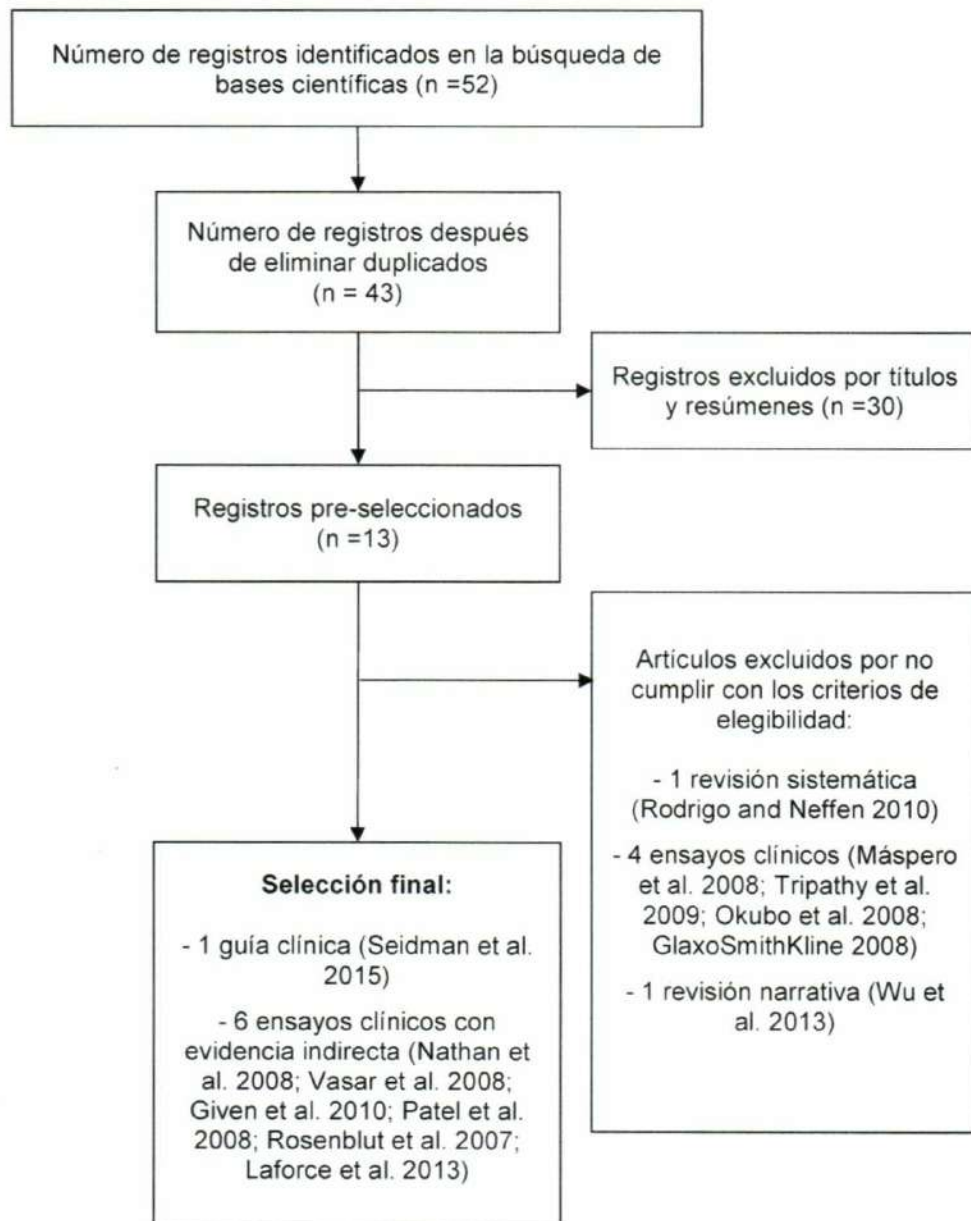 Número de registros identificados en la búsqueda de
bases científicas (n =52)
Número de registros después
de eliminar duplicados
(n = 43)
Registros excluidos por títulos
y resúmenes (n =30)
Registros pre-seleccionados
(n =13)
Artículos excluidos por no
cumplir con los criterios de
elegibilidad:
- 1 revisión sistemática
(Rodrigo and Neffen 2010)
- 4 ensayos clínicos (Máspero
et al. 2008; Tripathy et al.
2009; Okubo et al. 2008;
GlaxoSmithKline 2008)
- 1 revisión narrativa (Wu et
al. 2013)
Selección final:
- 1 guía clínica (Seidman et al.
2015)
- 6 ensayos clínicos con
evidencia indirecta (Nathan et
al. 2008; Vasar et al. 2008;
Given et al. 2010; Patel et al.
2008; Rosenblut et al. 2007;
Laforce et al. 2013)